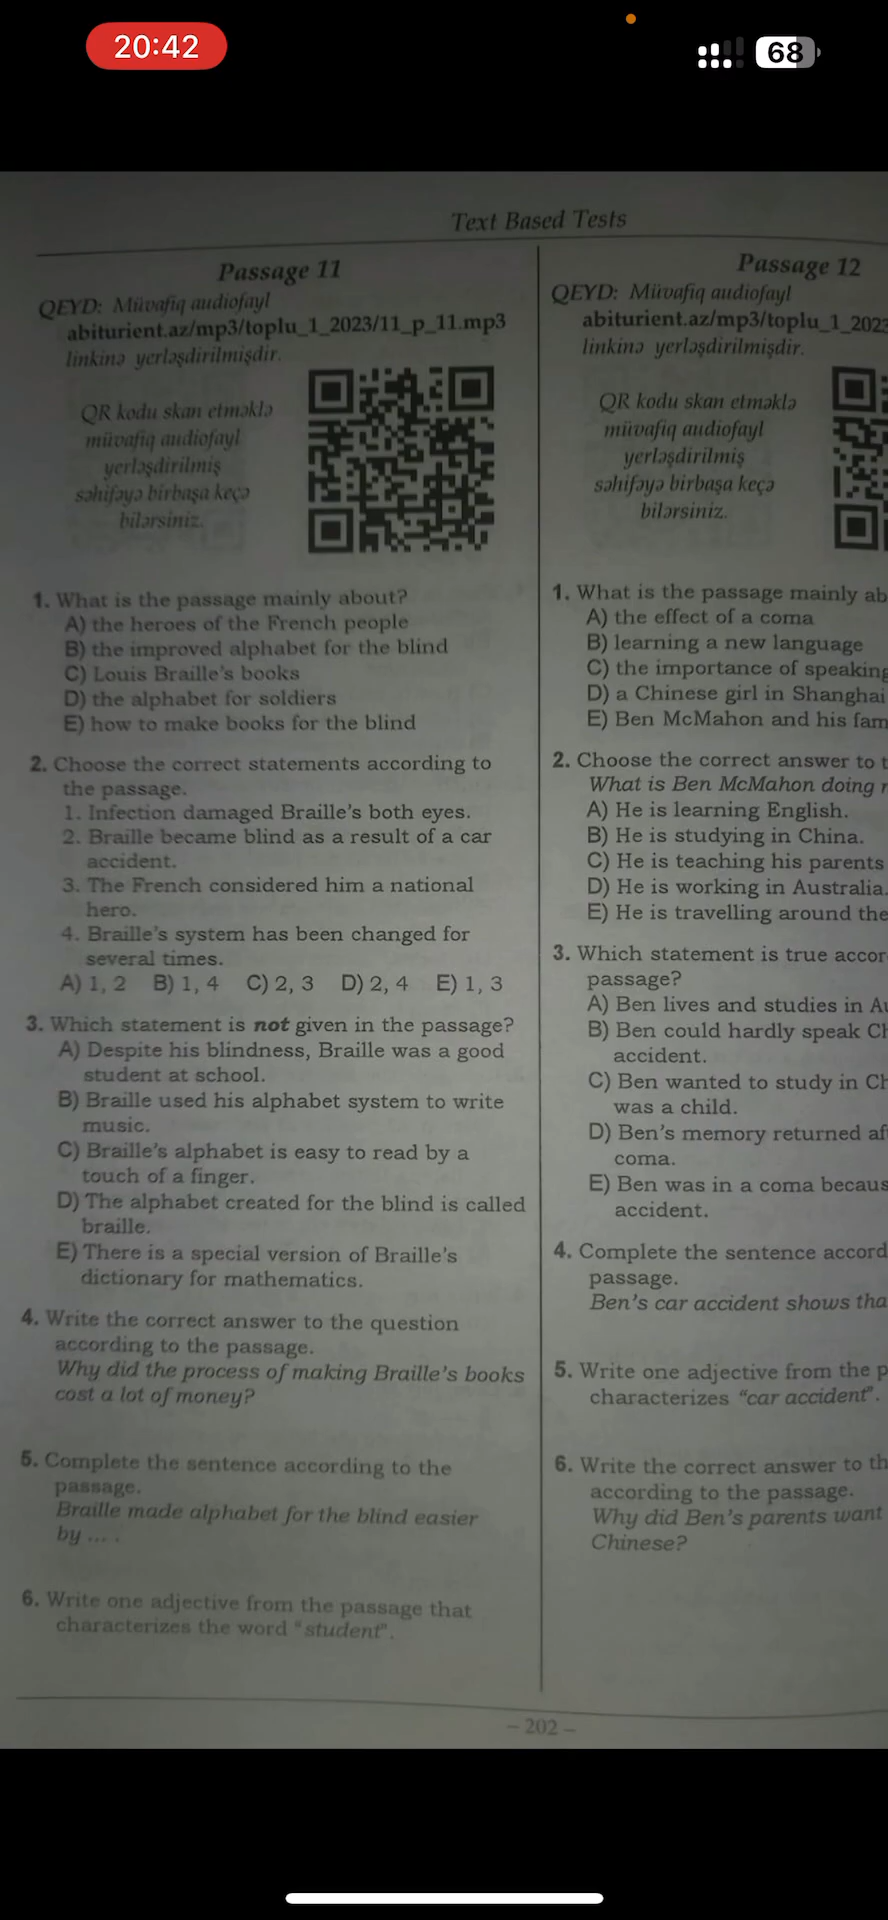 20:42
68
Text Based Tests
Passage 11
QEYD: Müvafiq audiofayl
abiturient.az/mp3/toplu_1_2023/11_p_11.mp3
linkinə yerləşdirilmişdir.
QR kodu skan etməklə
müvafiq audiofayl
yerləşdirilmiş
səhifəyə birbaşa keçə
bilərsiniz.
1. What is the passage mainly about?
A) the heroes of the French people
B) the improved alphabet for the blind
C) Louis Braille's books
D) the alphabet for soldiers
E) how to make books for the blind
2. Choose the correct statements according to
the passage.
1. Infection damaged Braille's both eyes.
2. Braille became blind as a result of a car
accident.
3. The French considered him a national
hero.
4. Braille's system has been changed for
several times.
A) 1, 2 B) 1, 4 C) 2, 3 D) 2, 4 E) 1, 3
3. Which statement is not given in the passage?
A) Despite his blindness, Braille was a good
student at school.
B) Braille used his alphabet system to write
music.
C) Braille's alphabet is easy to read by a
touch of a finger.
D) The alphabet created for the blind is called
braille.
E) There is a special version of Braille's
dictionary for mathematics.
4. Write the correct answer to the question
according to the passage.
Why did the process of making Braille's books
cost a lot of money?
5. Complete the sentence according to the
passage.
Braille made alphabet for the blind easier
by ... .
6. Write one adjective from the passage that
characterizes the word "student".
Passage 12
QEYD: Müvafiq audiofayl
abiturient.az/mp3/toplu_1_2023
linkinə yerləşdirilmişdir.
QR kodu skan etməklə
müvafiq audiofayl
yerləşdirilmiş
səhifəyə birbaşa keçə
bilərsiniz.
1. What is the passage mainly ab
A) the effect of a coma
B) learning a new language
C) the importance of speaking
D) a Chinese girl in Shanghai
E) Ben McMahon and his fam
2. Choose the correct answer to t
What is Ben McMahon doing
A) He is learning English.
B) He is studying in China.
C) He is teaching his parents
D) He is working in Australia.
E) He is travelling around the
3. Which statement is true accor
passage?
A) Ben lives and studies in Au
B) Ben could hardly speak Ch
accident.
C) Ben wanted to study in Ch
was a child.
D) Ben's memory returned af
coma.
E) Ben was in a coma becaus
accident.
4. Complete the sentence accord
passage.
Ben's car accident shows tha
5. Write one adjective from the p
characterizes "car accident".
6. Write the correct answer to th
according to the passage.
Why did Ben's parents want
Chinese?
– 202 –